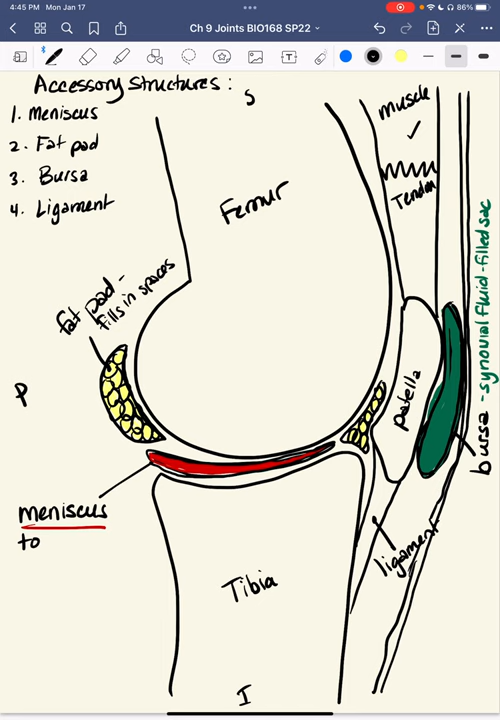 4:45 PM Mon Jan 17
86%
Ch 9 Joints BIO168 SP22
Accessory structures:
1. Meniscus
2. Fat pad
3. Bursa
4. Ligament
S
muscle
Tendon
Femur
fat pad-
fills in spaces
P
patella
bursa - synovial fluid-filled sac
meniscus
to
ligament
Tibia
I